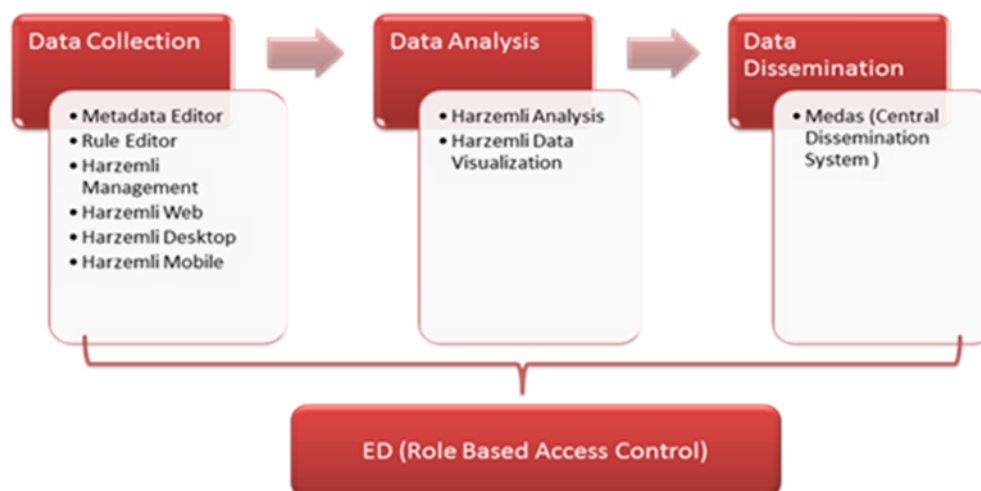 Data Collection
• Metadata Editor
• Rule Editor
• Harzemli
Management
• Harzemli Web
• Harzemli Desktop
• Harzemli Mobile
Data Analysis
• Harzemli Analysis
• Harzemli Data
Visualization
Data
Dissemination
• Medas (Central
Dissemination
System )
ED (Role Based Access Control)